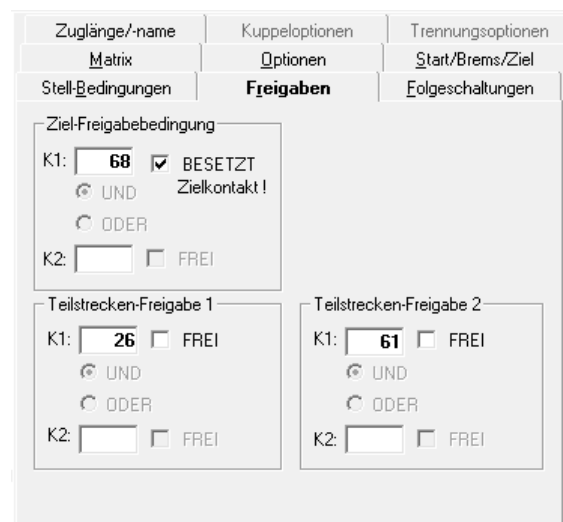 Zuglänge/-name Kuppeloptionen Trennungsoptionen
Matrix Optionen Start/Brems/Ziel
Stell-Bedingungen Freigaben Folgeschaltungen
Ziel-Freigabebedingung
K1: 68 BESETZT
UND Zielkontakt !
ODER
K2: FREI
Teilstrecken-Freigabe 1 Teilstrecken-Freigabe 2
K1: 26 FREI K1: 61 FREI
UND UND
ODER ODER
K2: FREI K2: FREI